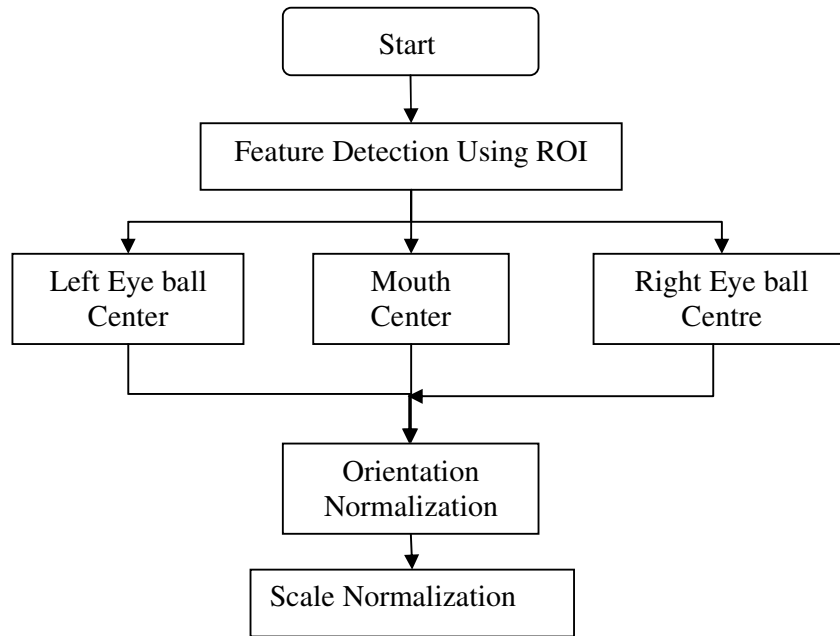 Start
Feature Detection Using ROI
Left Eye ball
Center
Mouth
Center
Right Eye ball
Centre
Orientation
Normalization
Scale Normalization